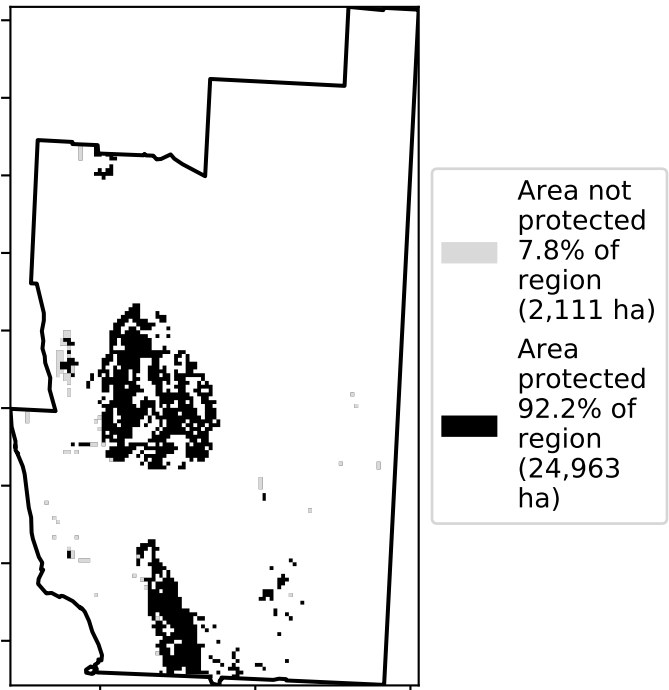 Area not
protected
7.8% of
region
(2,111 ha)
Area
protected
92.2% of
region
(24,963
ha)